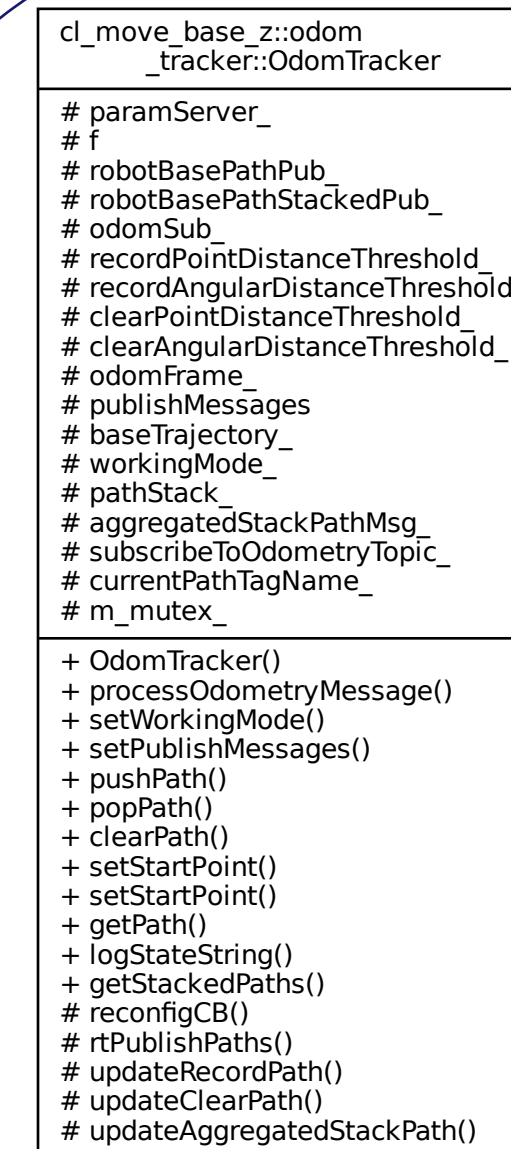 cl_move_base_z::odom
_tracker::OdomTracker
# paramServer_
# f
# robotBasePathPub_
# robotBasePathStackedPub_
# odomSub_
# recordPointDistanceThreshold_
# recordAngularDistanceThreshold
# clearPointDistanceThreshold_
# clearAngularDistanceThreshold_
# odomFrame_
# publishMessages
# baseTrajectory_
# workingMode_
# pathStack_
# aggregatedStackPathMsg_
# subscribeToOdometryTopic_
# currentPathTagName_
# m_mutex_
+ OdomTracker()
+ processOdometryMessage()
+ setWorkingMode()
+ setPublishMessages()
+ pushPath()
+ popPath()
+ clearPath()
+ setStartPoint()
+ setStartPoint()
+ getPath()
+ logStateString()
+ getStackedPaths()
# reconfigCB()
# rtPublishPaths()
# updateRecordPath()
# updateClearPath()
# updateAggregatedStackPath()